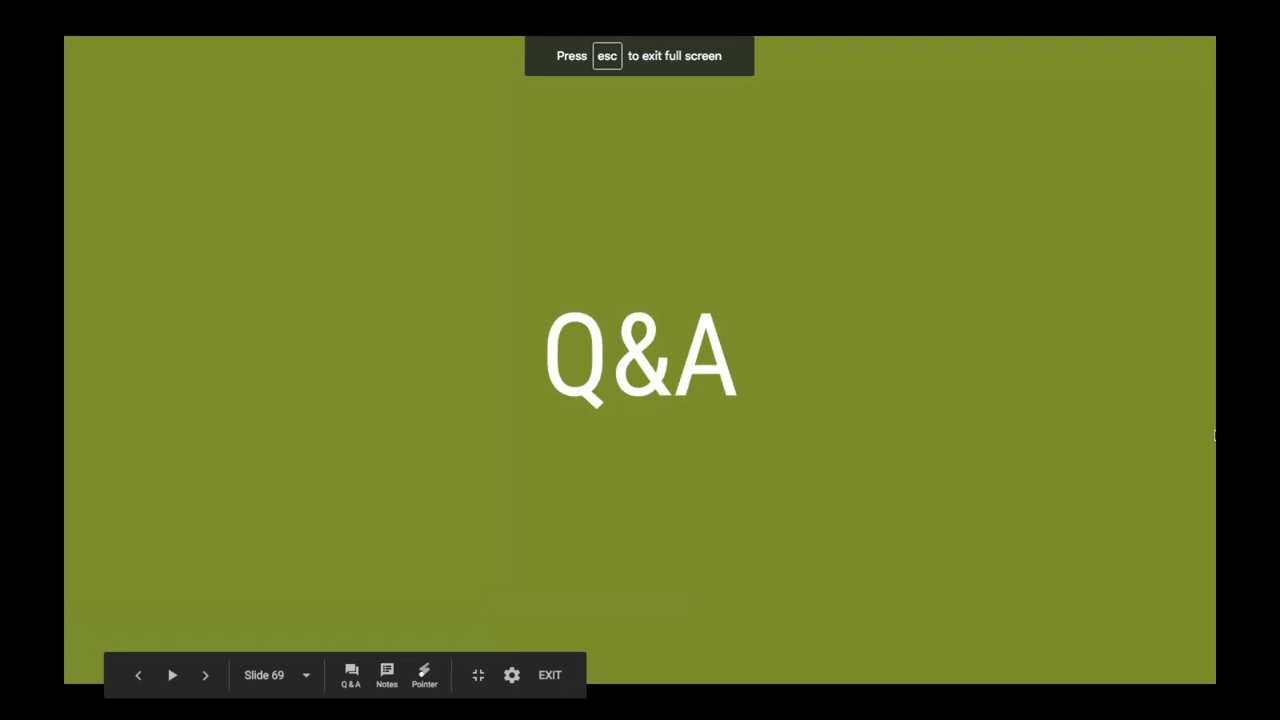 Press esc to exit full screen
Q&A
Slide 69
Q & A Notes Pointer
EXIT